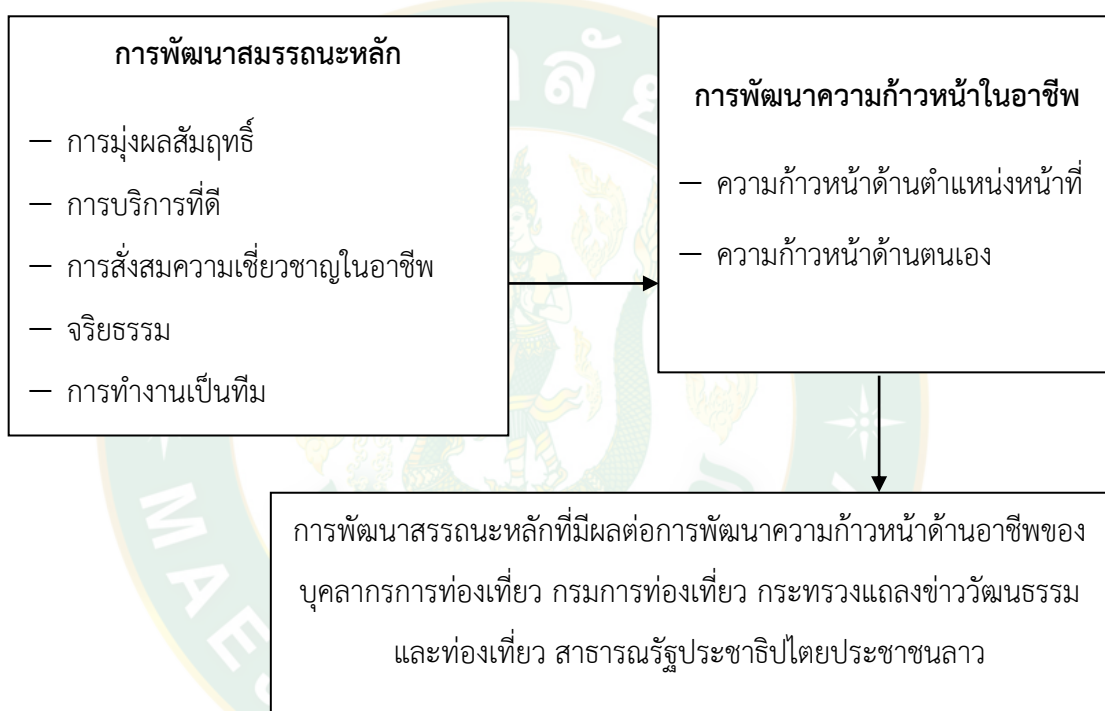 การพัฒนาสมรรถนะหลัก
— การมุ่งผลสัมฤทธิ์
— การบริการที่ดี
— การสั่งสมความเชี่ยวชาญในอาชีพ
— จริยธรรม
— การทำงานเป็นทีม
การพัฒนาความก้าวหน้าในอาชีพ
— ความก้าวหน้าด้านตำแหน่งหน้าที่
— ความก้าวหน้าด้านตนเอง
การพัฒนาสรรถนะหลักที่มีผลต่อการพัฒนาความก้าวหน้าด้านอาชีพของ
บุคลากรการท่องเที่ยว กรมการท่องเที่ยว กระทรวงแถลงข่าววัฒนธรรม
และท่องเที่ยว สาธารณรัฐประชาธิปไตยประชาชนลาว